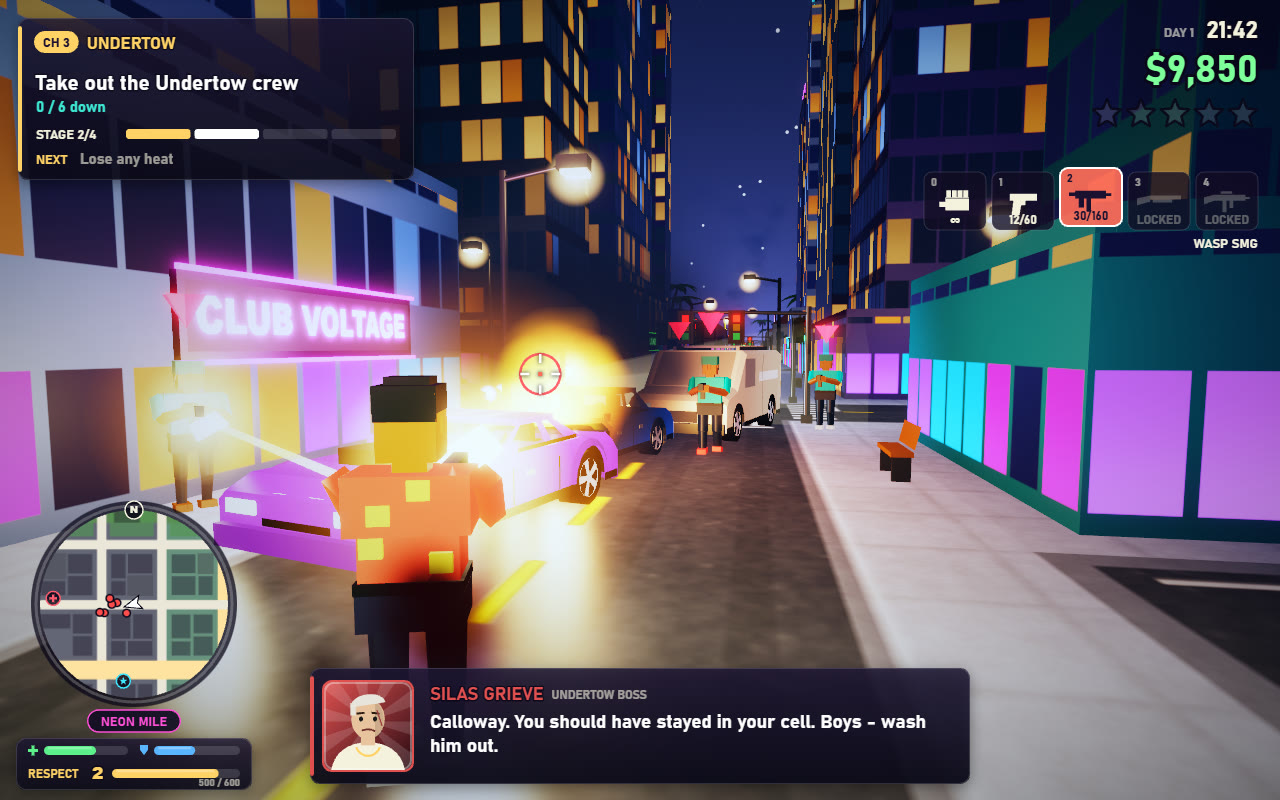 CH 3 UNDERTOW
Take out the Undertow crew
0 / 6 down
STAGE 2/4
NEXT Lose any heat
DAY 1 21:42
$9,850
0 1 2 3 4
∞ 12/60 30/160 LOCKED LOCKED
WASP SMG
CLUB VOLTAGE
N
NEON MILE
RESPECT 2
500 / 600
SILAS GRIEVE UNDERTOW BOSS
Calloway. You should have stayed in your cell. Boys - wash
him out.